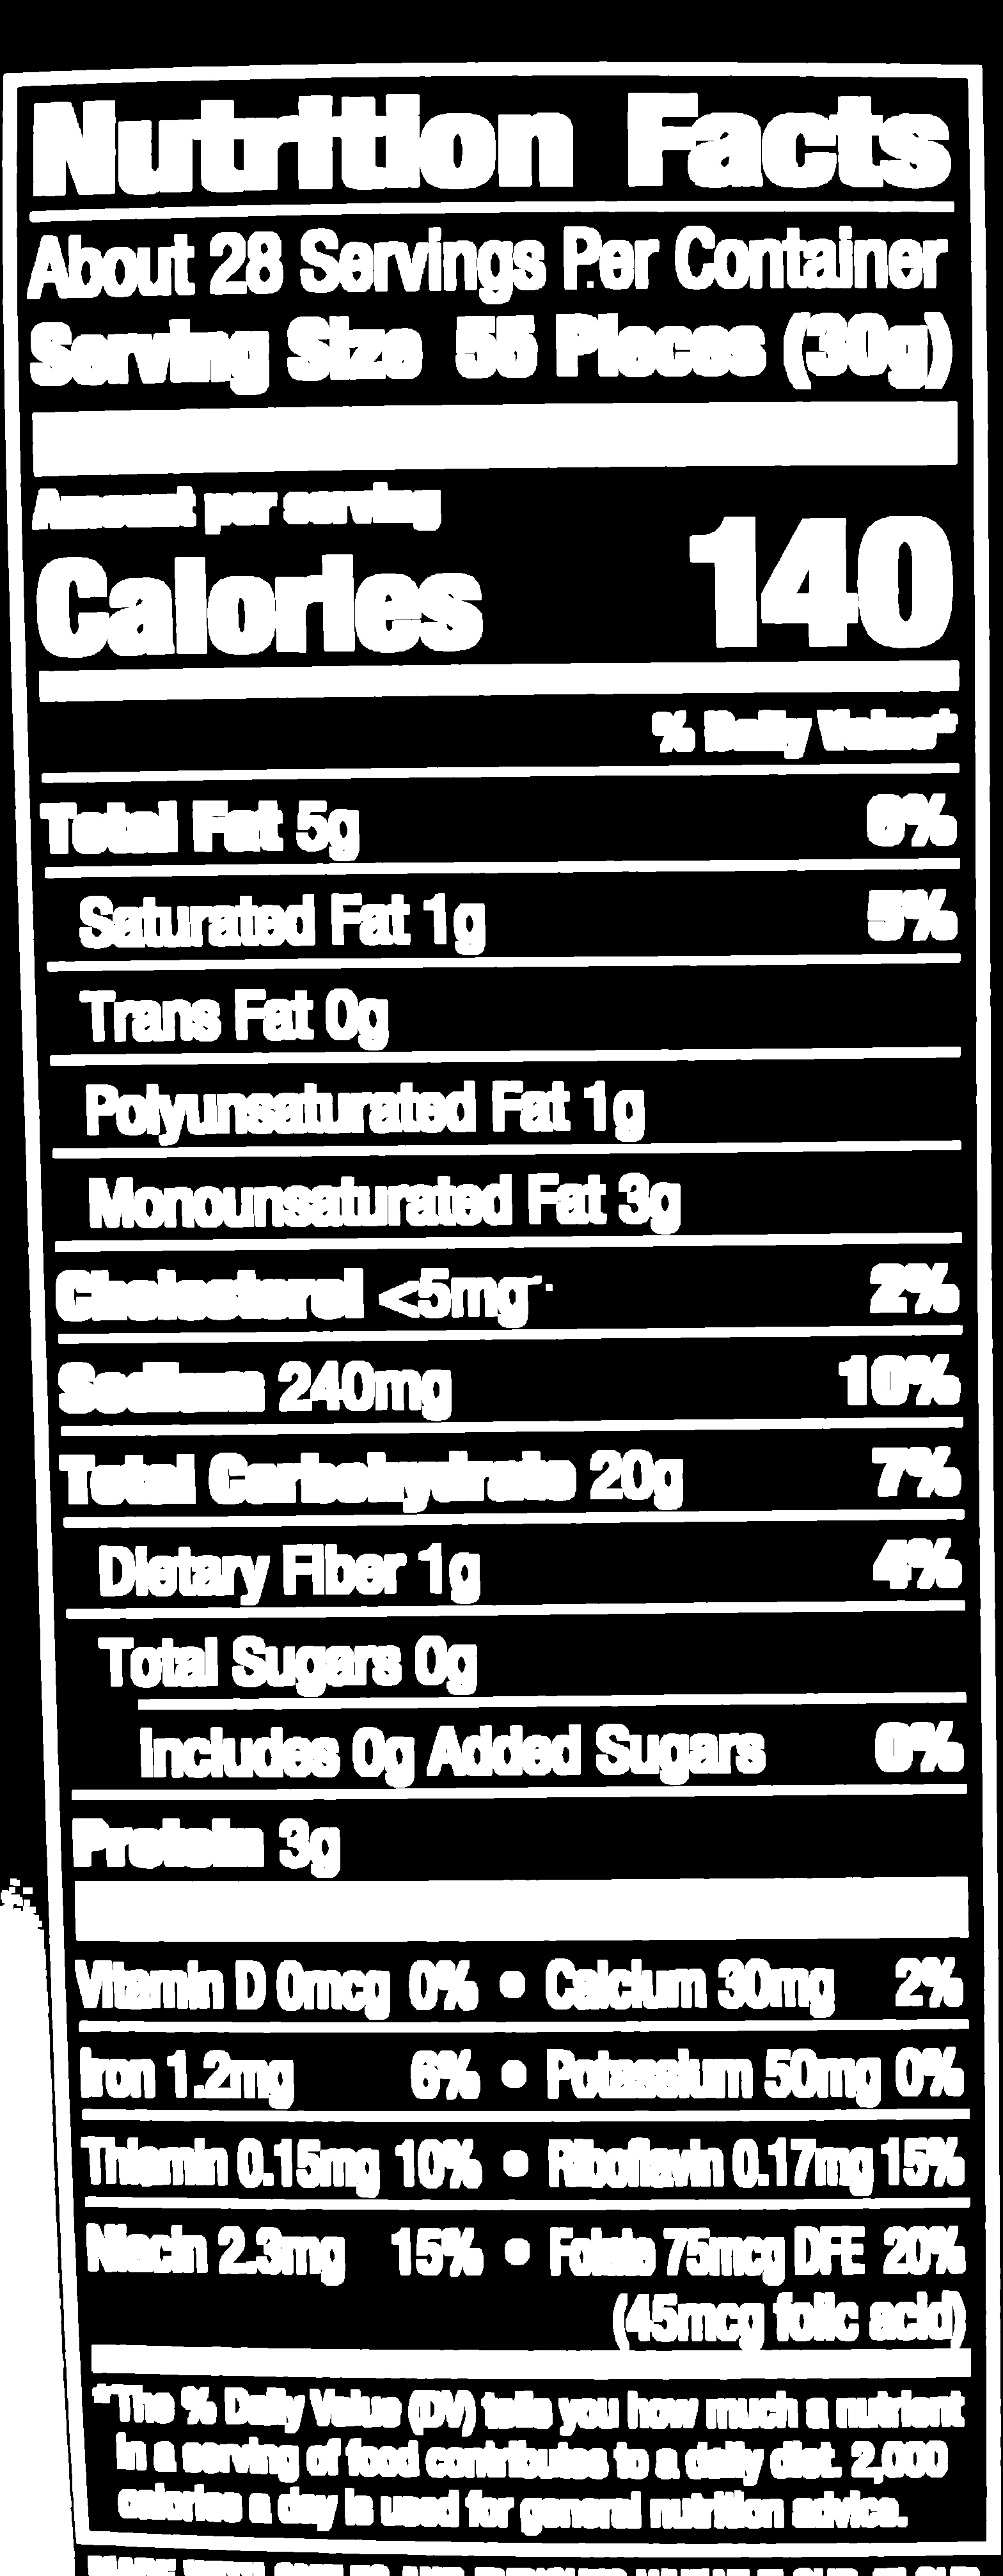 Nutrition Facts
About 28 Servings Per Container
Serving Size 55 Pieces (30g)
Amount per serving
Calories 140
% Daily Value*
Total Fat 5g 6%
Saturated Fat 1g 5%
Trans Fat 0g
Polyunsaturated Fat 1g
Monounsaturated Fat 3g
Cholesterol <5mg 2%
Sodium 240mg 10%
Total Carbohydrate 20g 7%
Dietary Fiber 1g 4%
Total Sugars 0g
Includes 0g Added Sugars 0%
Protein 3g
Vitamin D 0mcg 0% • Calcium 30mg 2%
Iron 1.2mg 6% • Potassium 50mg 0%
Thiamin 0.15mg 10% • Riboflavin 0.17mg 15%
Niacin 2.3mg 15% • Folate 75mcg DFE 20%
(45mcg folic acid)
*The % Daily Value (DV) tells you how much a nutrient
in a serving of food contributes to a daily diet. 2,000
calories a day is used for general nutrition advice.